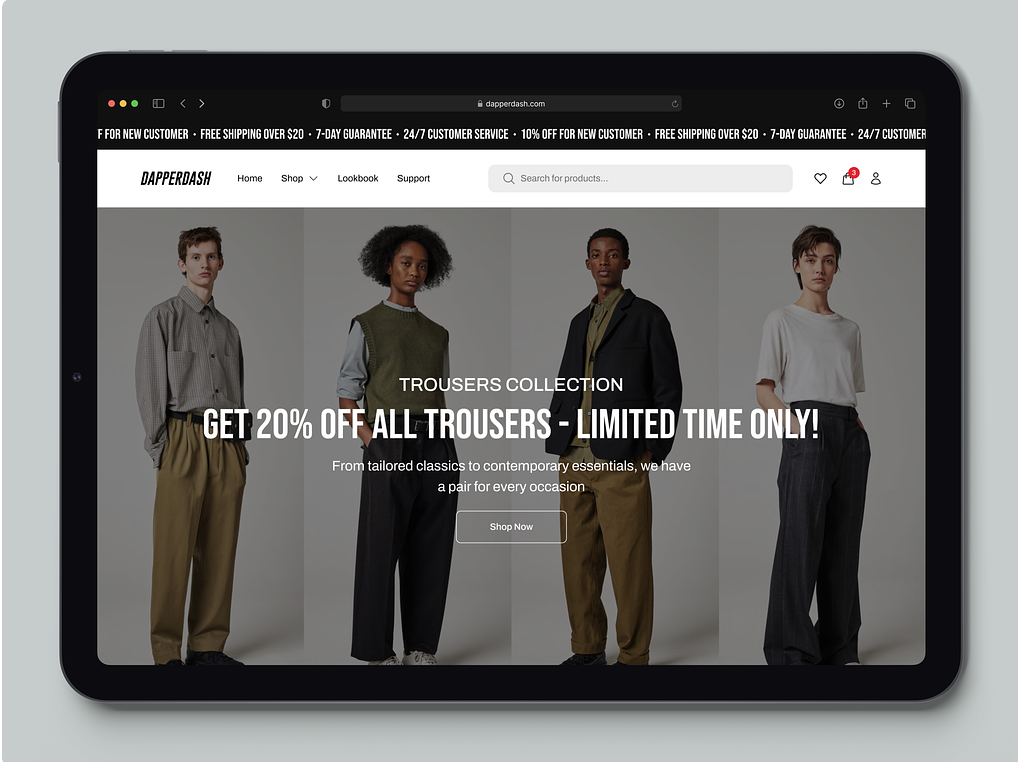 dapperdash.com
F FOR NEW CUSTOMER • FREE SHIPPING OVER $20 • 7-DAY GUARANTEE • 24/7 CUSTOMER SERVICE • 10% OFF FOR NEW CUSTOMER • FREE SHIPPING OVER $20 • 7-DAY GUARANTEE • 24/7 CUSTOMER
DAPPERDASH Home Shop Lookbook Support Search for products... 3
TROUSERS COLLECTION
GET 20% OFF ALL TROUSERS - LIMITED TIME ONLY!
From tailored classics to contemporary essentials, we have
a pair for every occasion
Shop Now